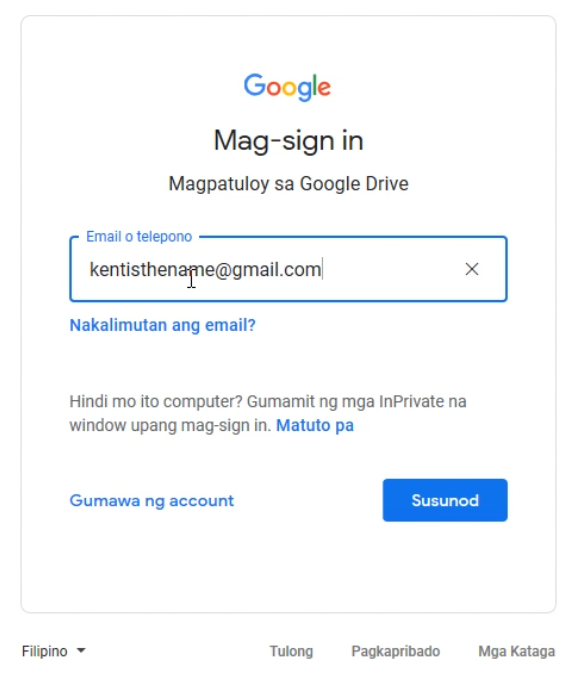 Google
Mag-sign in
Magpatuloy sa Google Drive
Email o telepono
kentisthename@gmail.com
Nakalimutan ang email?
Hindi mo ito computer? Gumamit ng mga InPrivate na
window upang mag-sign in. Matuto pa
Gumawa ng account
Susunod
Filipino
Tulong
Pagkapribado
Mga Kataga